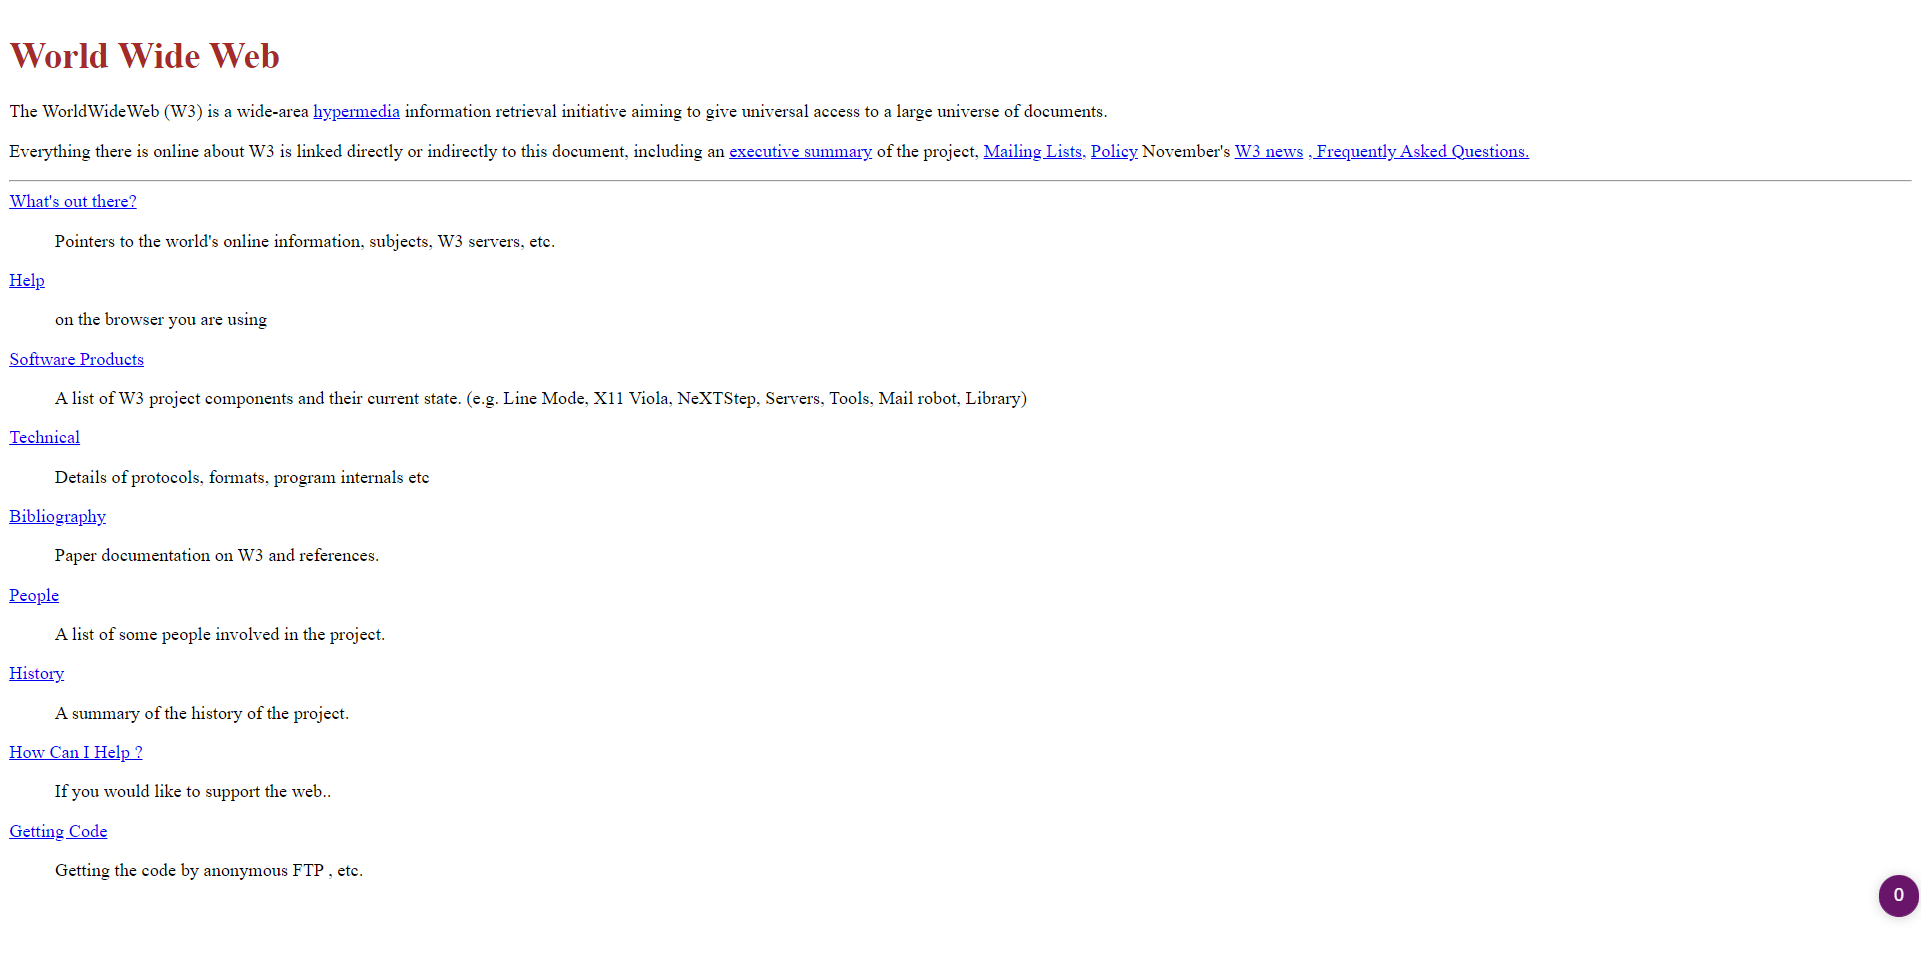 World Wide Web
The WorldWideWeb (W3) is a wide-area hypermedia information retrieval initiative aiming to give universal access to a large universe of documents.
Everything there is online about W3 is linked directly or indirectly to this document, including an executive summary of the project, Mailing Lists, Policy November's W3 news , Frequently Asked Questions.
What's out there?
Pointers to the world's online information, subjects, W3 servers, etc.
Help
on the browser you are using
Software Products
A list of W3 project components and their current state. (e.g. Line Mode, X11 Viola, NeXTStep, Servers, Tools, Mail robot, Library)
Technical
Details of protocols, formats, program internals etc
Bibliography
Paper documentation on W3 and references.
People
A list of some people involved in the project.
History
A summary of the history of the project.
How Can I Help ?
If you would like to support the web..
Getting Code
Getting the code by anonymous FTP , etc.
0